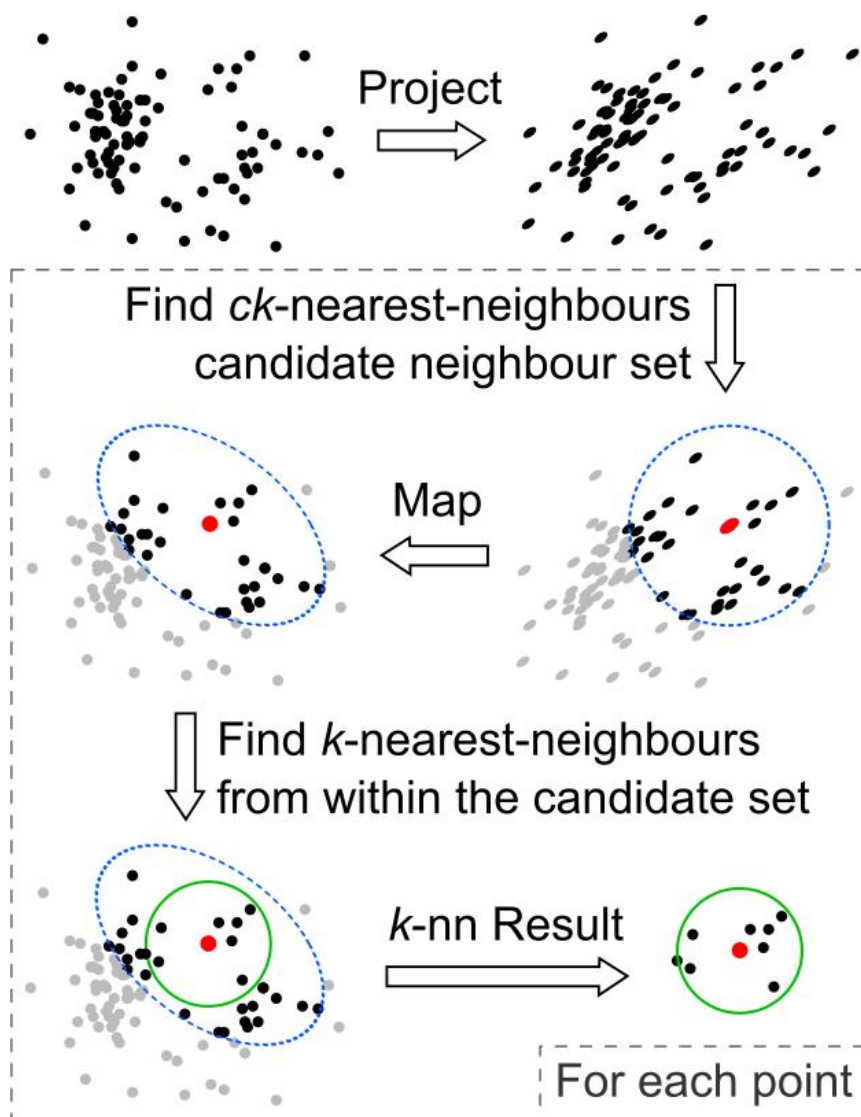 Project
Find ck-nearest-neighbours
candidate neighbour set
Map
Find k-nearest-neighbours
from within the candidate set
k-nn Result
For each point